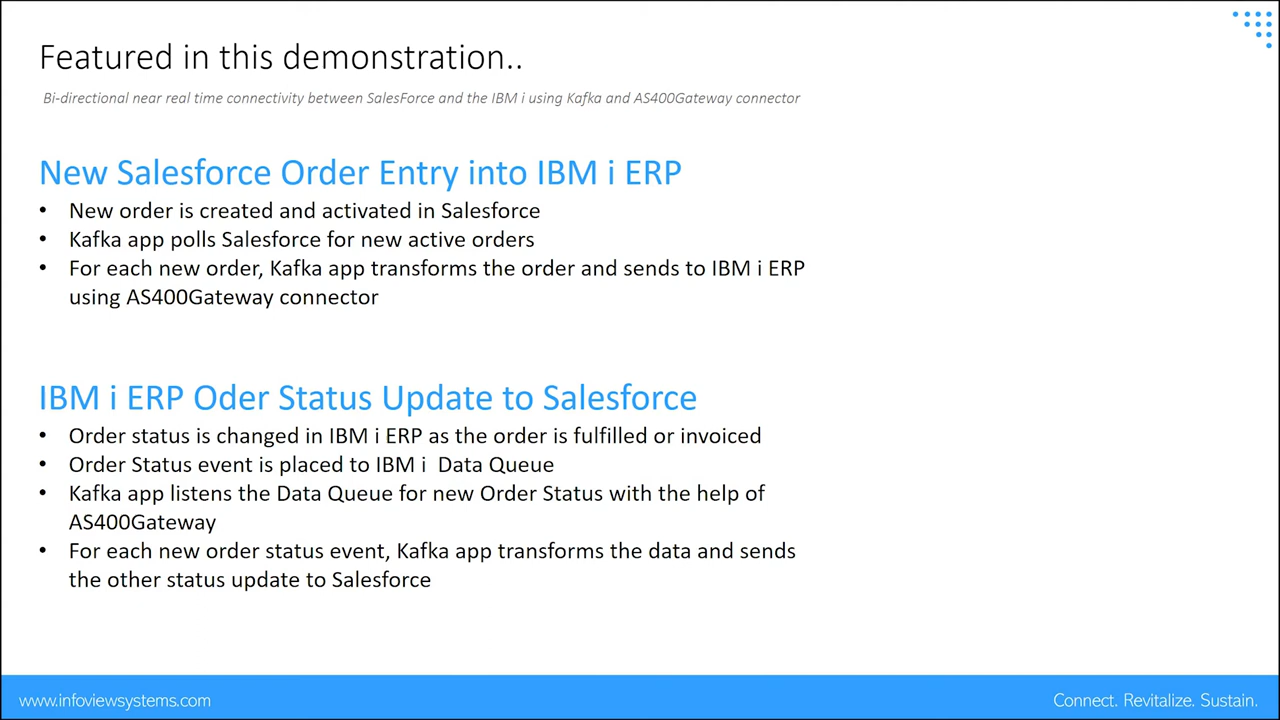 Featured in this demonstration..
Bi-directional near real time connectivity between SalesForce and the IBM i using Kafka and AS400Gateway connector
New Salesforce Order Entry into IBM i ERP
• New order is created and activated in Salesforce
• Kafka app polls Salesforce for new active orders
• For each new order, Kafka app transforms the order and sends to IBM i ERP
using AS400Gateway connector
IBM i ERP Oder Status Update to Salesforce
• Order status is changed in IBM i ERP as the order is fulfilled or invoiced
• Order Status event is placed to IBM i Data Queue
• Kafka app listens the Data Queue for new Order Status with the help of
AS400Gateway
• For each new order status event, Kafka app transforms the data and sends
the other status update to Salesforce
www.infoviewsystems.com
Connect. Revitalize. Sustain.